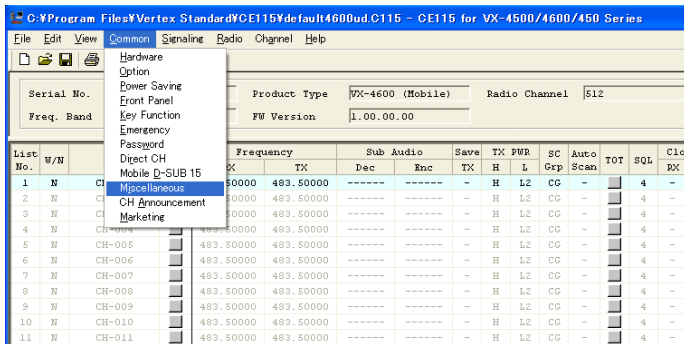 C:¥Program Files¥Vertex Standard¥CE115¥default4600ud.C115 - CE115 for VX-4500/4600/450 Series
File Edit View Common Signaling Radio Channel Help
Hardware
Option
Power Saving
Front Panel
Key Function
Emergency
Password
Direct CH
Mobile D-SUB 15
Miscellaneous
CH Announcement
Marketing
Serial No. Product Type VX-4600 (Mobile) Radio Channel 512
Freq. Band FW Version 1.00.00.00
List No. W/N Frequency Sub Audio Save TX PWR SC Grp Auto Scan TOT SQL Clo
TX Dec Enc TX H L RX
1 N 483.50000 ------ ------ - H L2 CG - 4 -
2 N 483.50000 483.50000 ------ ------ - H L2 CG - 4 -
3 N 483.50000 483.50000 ------ ------ - H L2 CG - 4 -
4 N CH-004 483.50000 483.50000 ------ ------ - H L2 CG - 4 -
5 N CH-005 483.50000 483.50000 ------ ------ - H L2 CG - 4 -
6 N CH-006 483.50000 483.50000 ------ ------ - H L2 CG - 4 -
7 N CH-007 483.50000 483.50000 ------ ------ - H L2 CG - 4 -
8 N CH-008 483.50000 483.50000 ------ ------ - H L2 CG - 4 -
9 N CH-009 483.50000 483.50000 ------ ------ - H L2 CG - 4 -
10 N CH-010 483.50000 483.50000 ------ ------ - H L2 CG - 4 -
11 N CH-011 483.50000 483.50000 ------ ------ - H L2 CG - 4 -